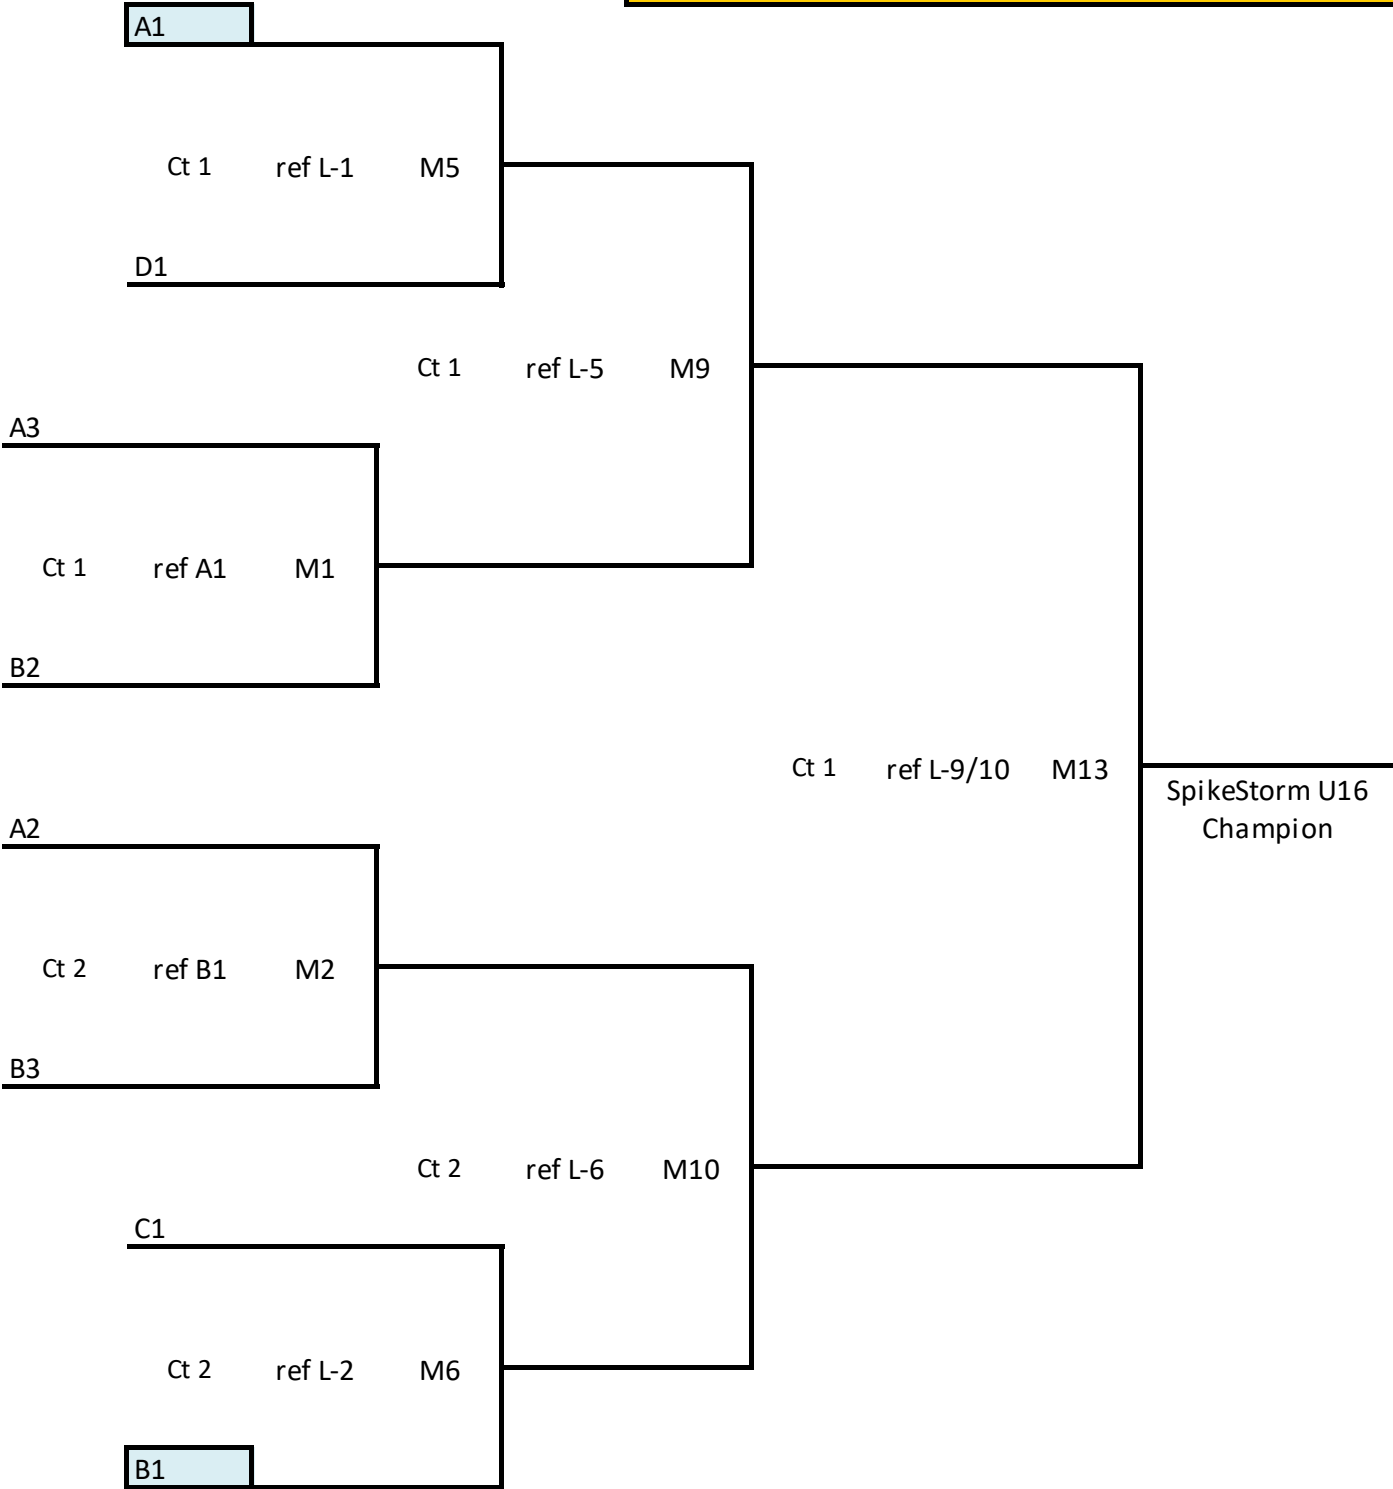 A1
Ct 1 ref L-1 M5
D1
Ct 1 ref L-5 M9
A3
Ct 1 ref A1 M1
B2
Ct 1 ref L-9/10 M13
SpikeStorm U16
Champion
A2
Ct 2 ref B1 M2
B3
Ct 2 ref L-6 M10
C1
Ct 2 ref L-2 M6
B1